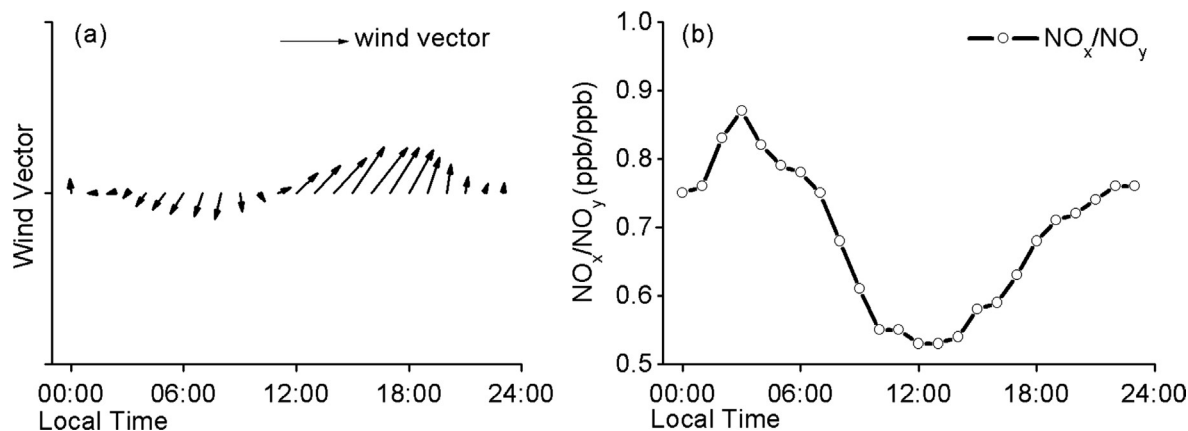 (a)
wind vector
Wind Vector
00:00 06:00 12:00 18:00 24:00
Local Time
(b)
NOx/NOy
NOx/NOy (ppb/ppb)
1.0
0.9
0.8
0.7
0.6
0.5
00:00 06:00 12:00 18:00 24:00
Local Time